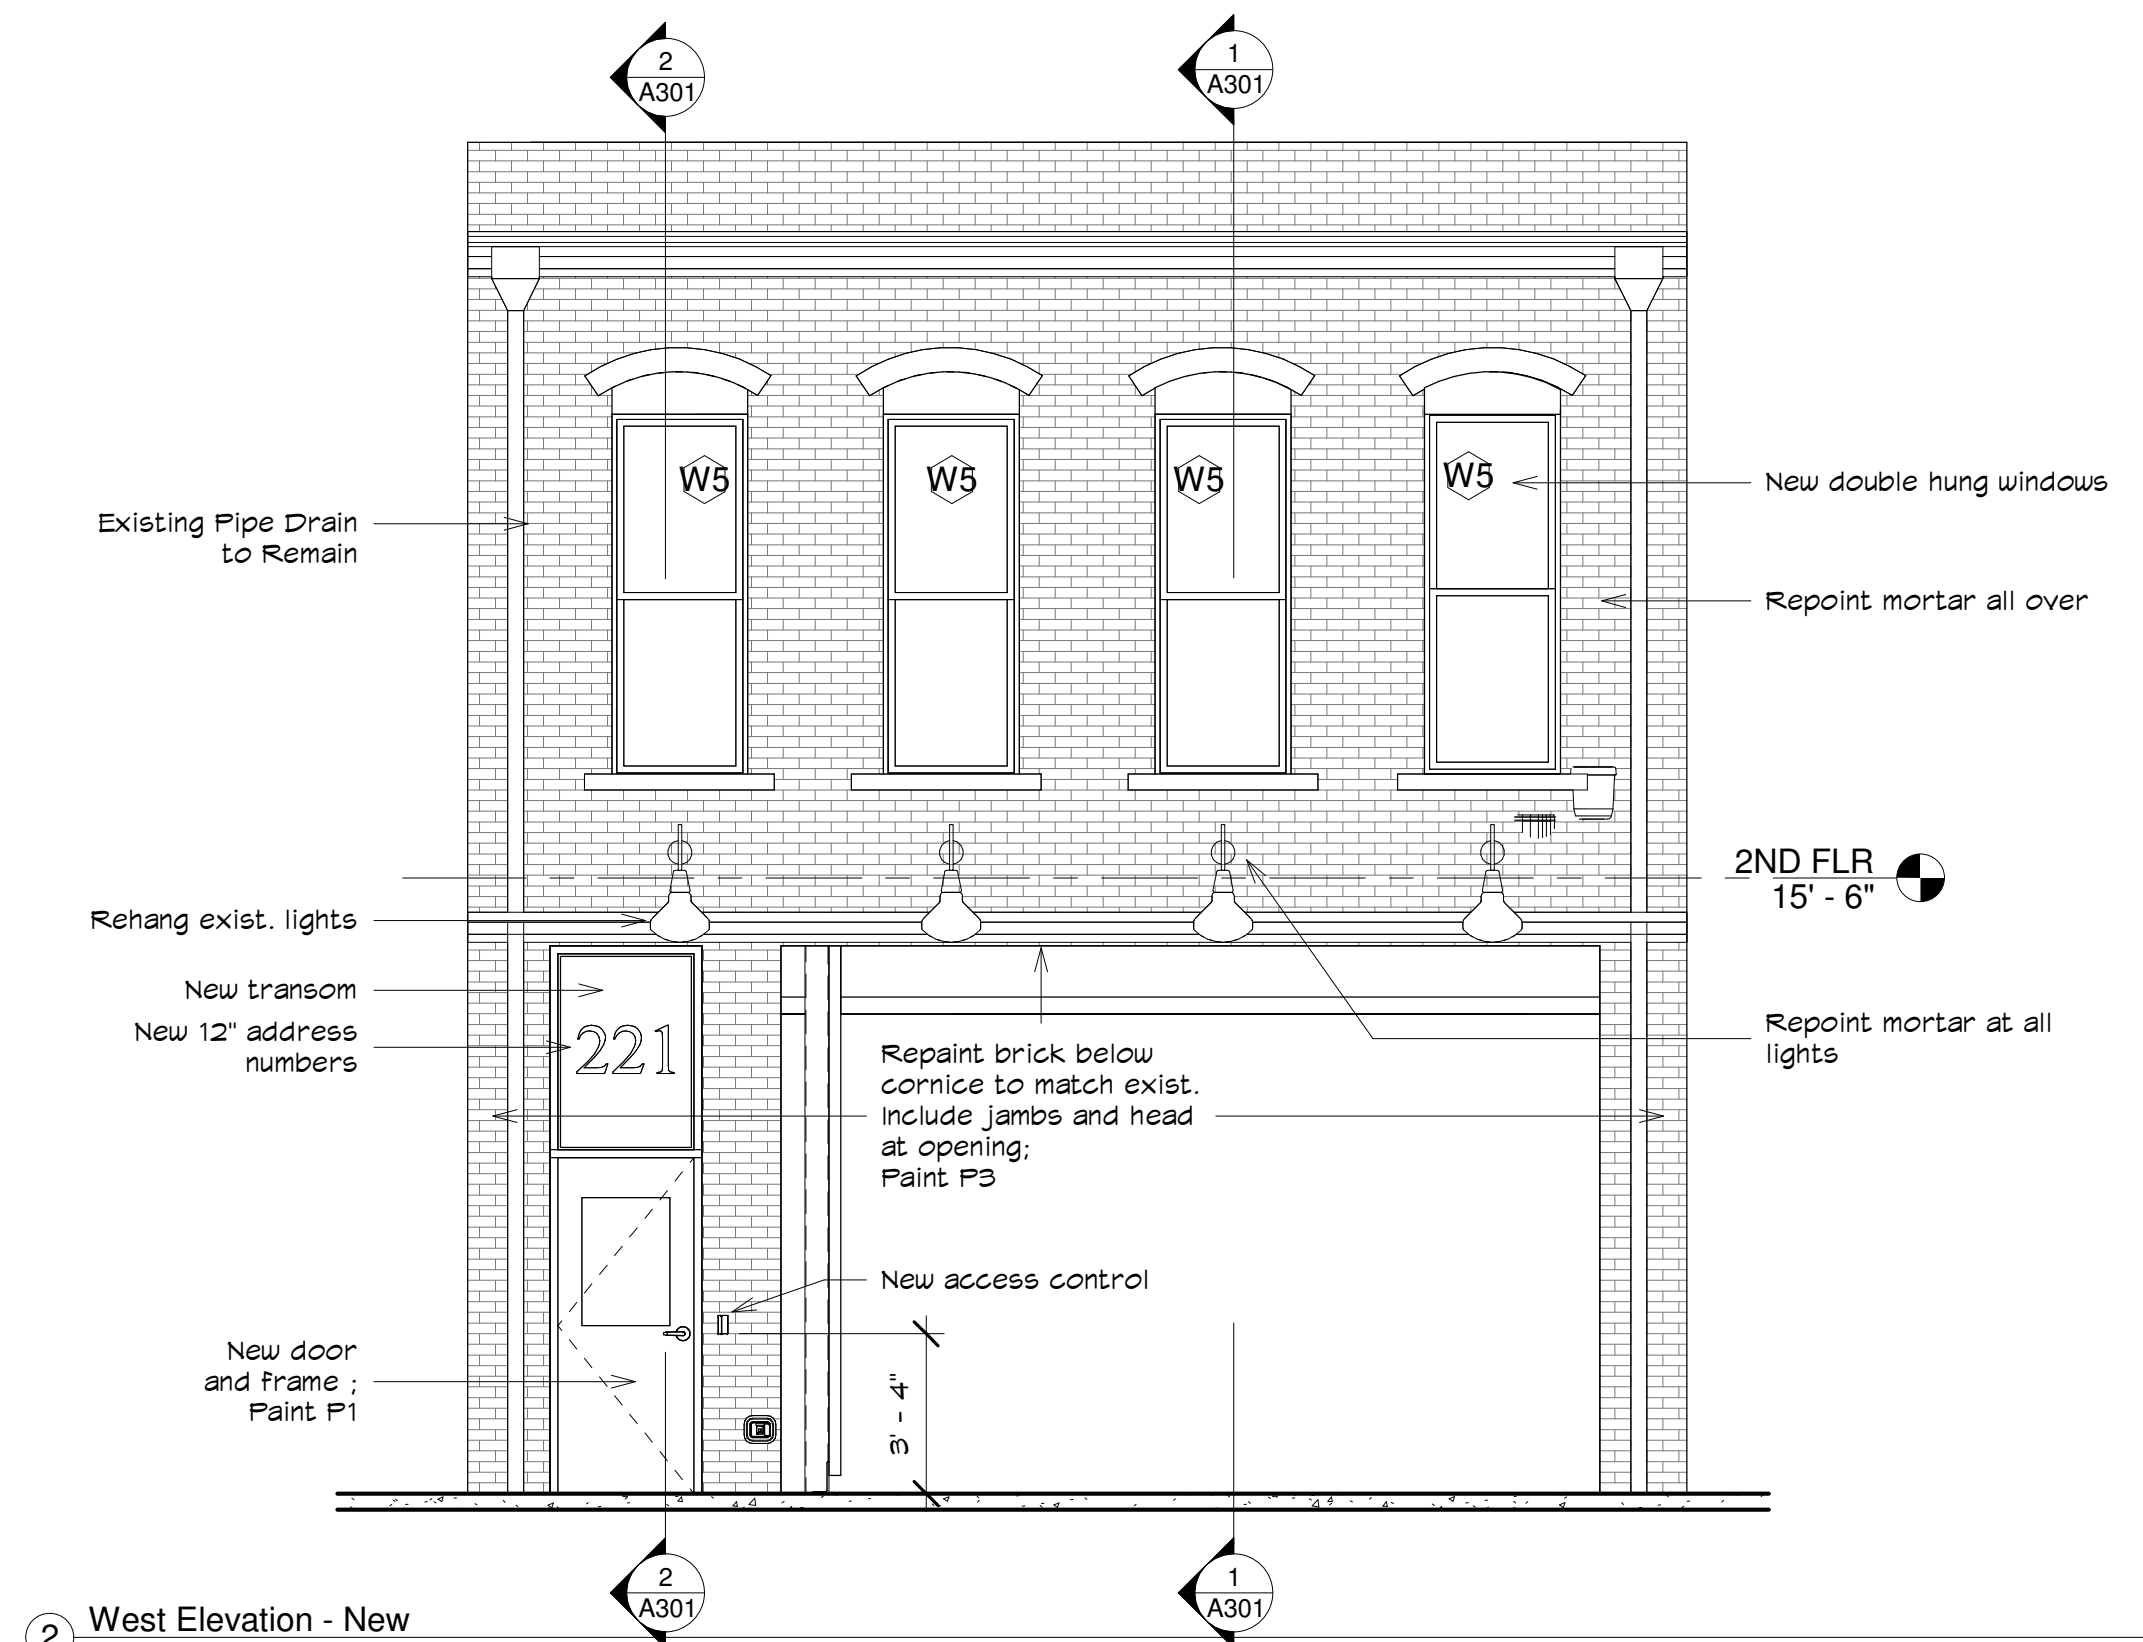 2
A301
1
A301
W5
W5
W5
W5
New double hung windows
Existing Pipe Drain
to Remain
Repoint mortar all over
2ND FLR
15' - 6"
Rehang exist. lights
New transom
New 12" address
numbers
221
Repoint mortar at all
lights
Repaint brick below
cornice to match exist.
Include jambs and head
at opening;
Paint P3
New access control
New door
and frame ;
Paint P1
3' - 4"
2
A301
1
A301
2
West Elevation - New